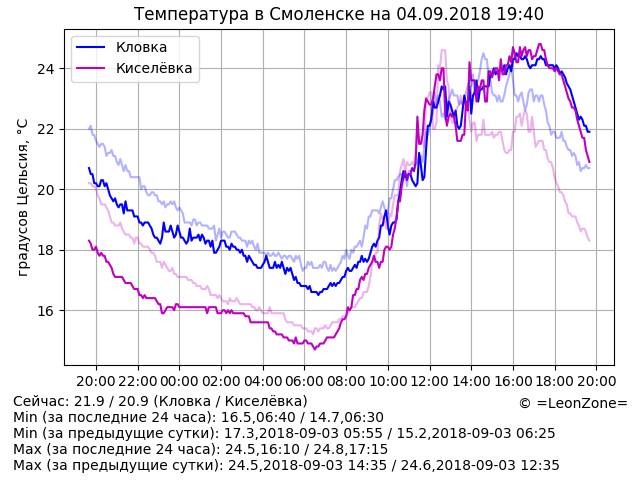 Температура в Смоленске на 04.09.2018 19:40
Кловка
Киселёвка
градусов Цельсия, °C
24
22
20
18
16
20:00 22:00 00:00 02:00 04:00 06:00 08:00 10:00 12:00 14:00 16:00 18:00 20:00
Сейчас: 21.9 / 20.9 (Кловка / Киселёвка)
© =LeonZone=
Min (за последние 24 часа): 16.5,06:40 / 14.7,06:30
Min (за предыдущие сутки): 17.3,2018-09-03 05:55 / 15.2,2018-09-03 06:25
Max (за последние 24 часа): 24.5,16:10 / 24.8,17:15
Max (за предыдущие сутки): 24.5,2018-09-03 14:35 / 24.6,2018-09-03 12:35